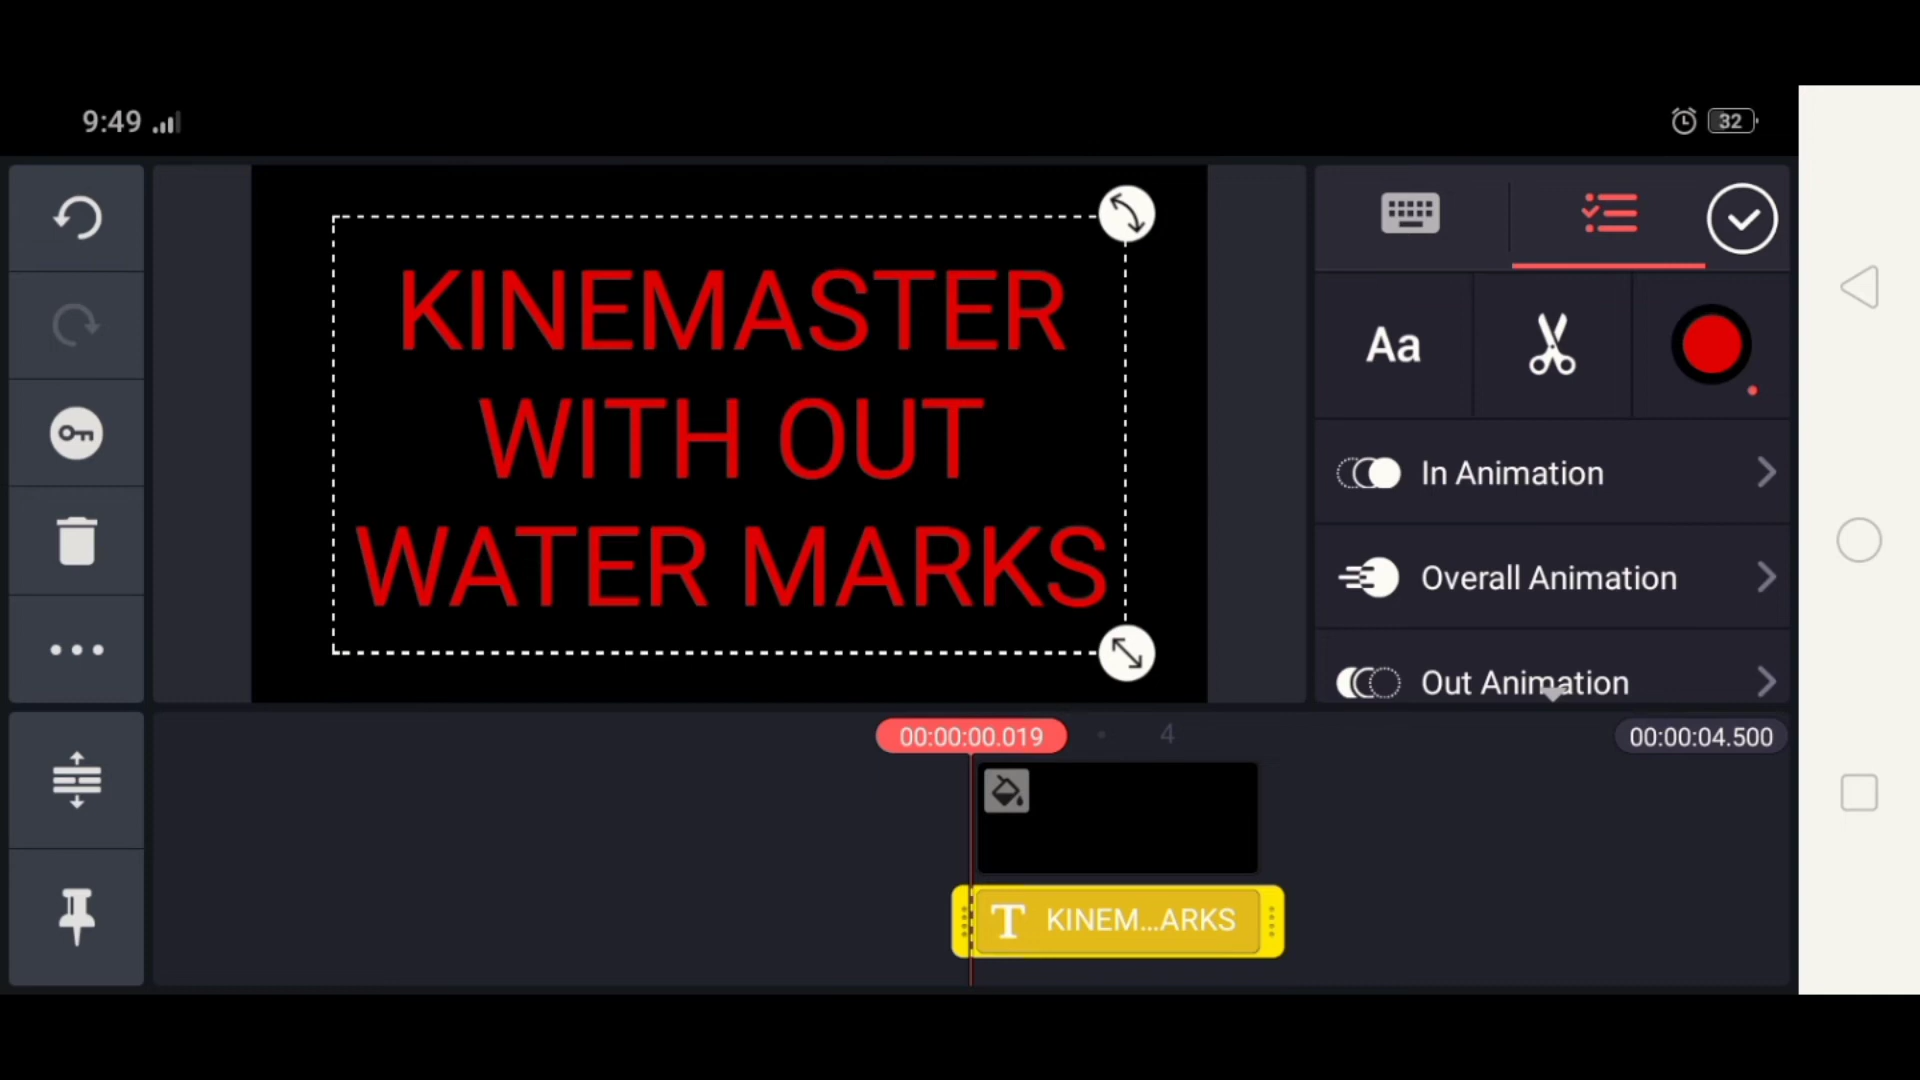 9:49
32
KINEMASTER
WITH OUT
WATER MARKS
Aa
In Animation
Overall Animation
Out Animation
00:00:00.019
4
00:00:04.500
T KINEM...ARKS